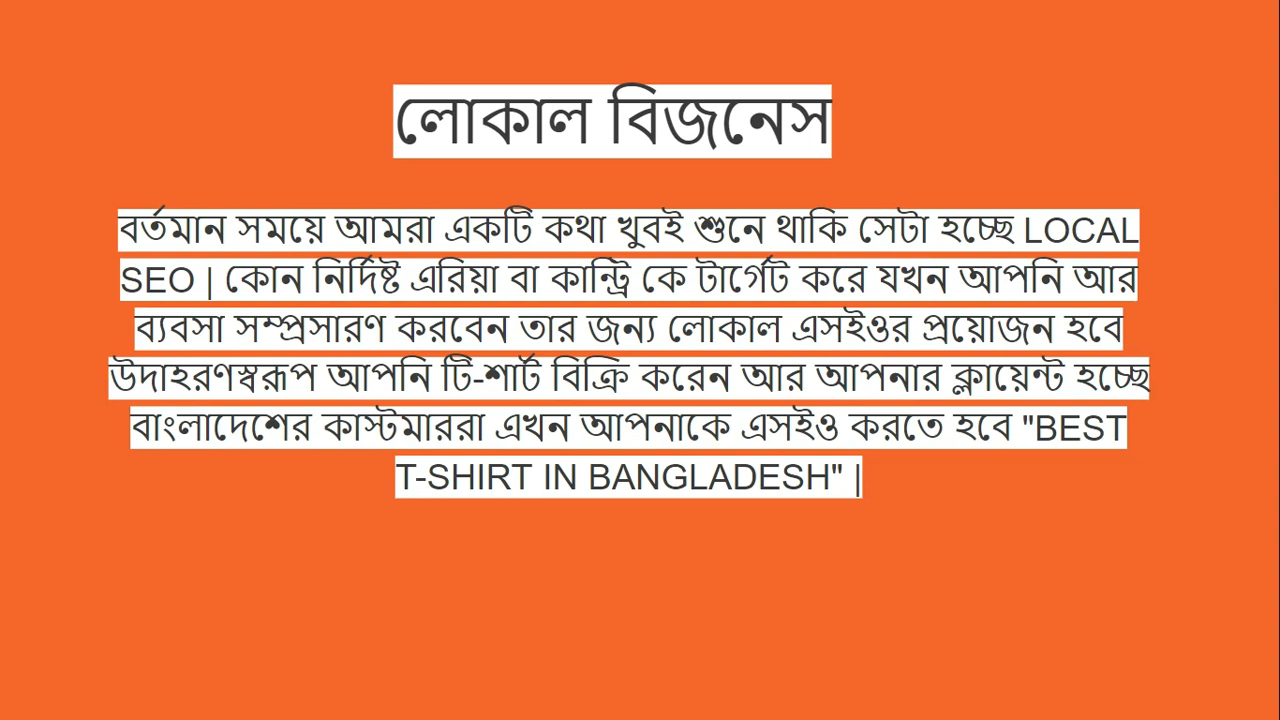 লোকাল বিজনেস
বর্তমান সময়ে আমরা একটি কথা খুবই শুনে থাকি সেটা হচ্ছে LOCAL
SEO | কোন নির্দিষ্ট এরিয়া বা কান্ট্রি কে টার্গেট করে যখন আপনি আর
ব্যবসা সম্প্রসারণ করবেন তার জন্য লোকাল এসইওর প্রয়োজন হবে
উদাহরণস্বরূপ আপনি টি-শার্ট বিক্রি করেন আর আপনার ক্লায়েন্ট হচ্ছে
বাংলাদেশের কাস্টমাররা এখন আপনাকে এসইও করতে হবে "BEST
T-SHIRT IN BANGLADESH" |